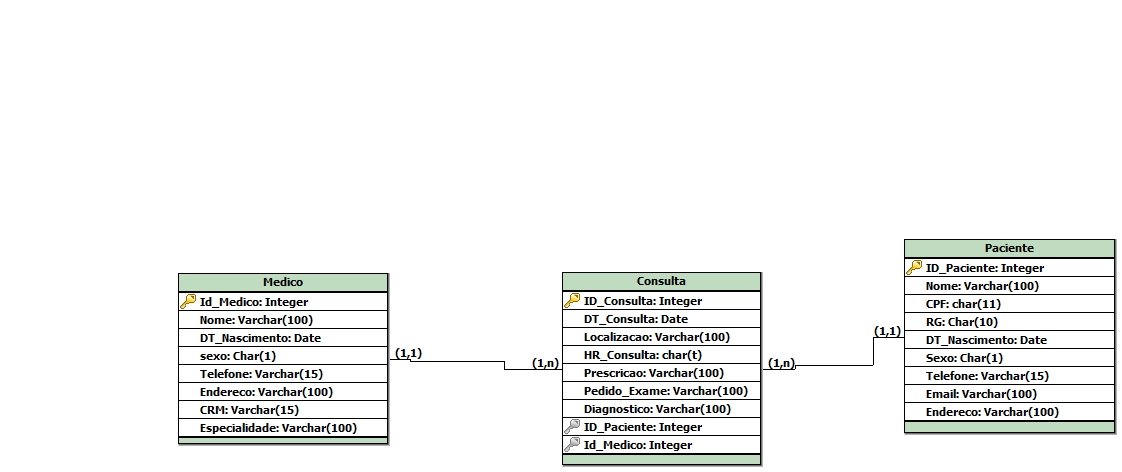 Medico
Id_Medico: Integer
Nome: Varchar(100)
DT_Nascimento: Date
sexo: Char(1)
Telefone: Varchar(15)
Endereco: Varchar(100)
CRM: Varchar(15)
Especialidade: Varchar(100)
(1,1)
(1,n)
Consulta
ID_Consulta: Integer
DT_Consulta: Date
Localizacao: Varchar(100)
HR_Consulta: char(t)
Prescricao: Varchar(100)
Pedido_Exame: Varchar(100)
Diagnostico: Varchar(100)
ID_Paciente: Integer
Id_Medico: Integer
(1,n)
(1,1)
Paciente
ID_Paciente: Integer
Nome: Varchar(100)
CPF: char(11)
RG: Char(10)
DT_Nascimento: Date
Sexo: Char(1)
Telefone: Varchar(15)
Email: Varchar(100)
Endereco: Varchar(100)